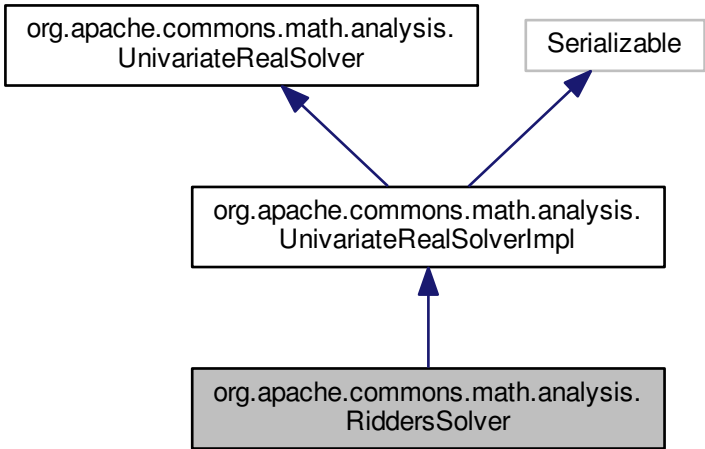 org.apache.commons.math.analysis.
UnivariateRealSolver
Serializable
org.apache.commons.math.analysis.
UnivariateRealSolverImpl
org.apache.commons.math.analysis.
RiddersSolver